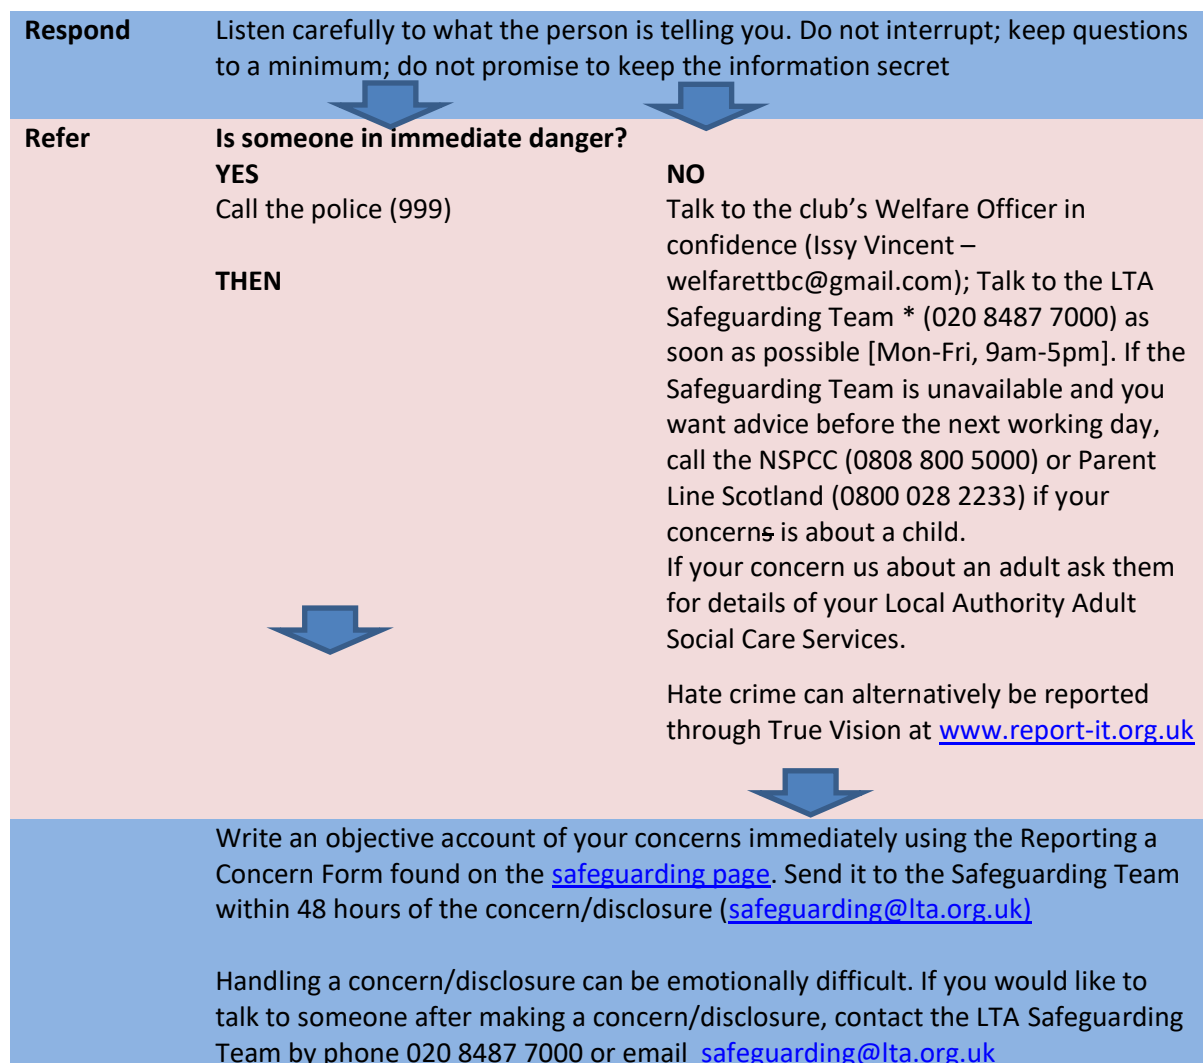 Respond
Listen carefully to what the person is telling you. Do not interrupt; keep questions
to a minimum; do not promise to keep the information secret
Refer
Is someone in immediate danger?
YES
Call the police (999)
THEN
NO
Talk to the club’s Welfare Officer in
confidence (Issy Vincent –
welfarettbc@gmail.com); Talk to the LTA
Safeguarding Team * (020 8487 7000) as
soon as possible [Mon-Fri, 9am-5pm]. If the
Safeguarding Team is unavailable and you
want advice before the next working day,
call the NSPCC (0808 800 5000) or Parent
Line Scotland (0800 028 2233) if your
concerns is about a child.
If your concern us about an adult ask them
for details of your Local Authority Adult
Social Care Services.
Hate crime can alternatively be reported
through True Vision at www.report-it.org.uk
Write an objective account of your concerns immediately using the Reporting a
Concern Form found on the safeguarding page. Send it to the Safeguarding Team
within 48 hours of the concern/disclosure (safeguarding@lta.org.uk)
Handling a concern/disclosure can be emotionally difficult. If you would like to
talk to someone after making a concern/disclosure, contact the LTA Safeguarding
Team by phone 020 8487 7000 or email safeguarding@lta.org.uk